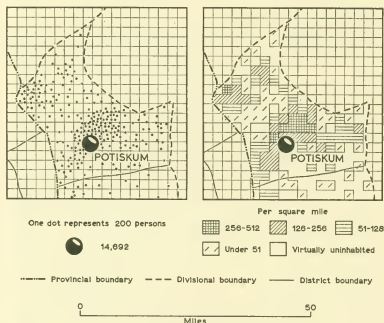 POTISKUM
POTISKUM
One dot represents 200 persons
14,692
Per square mile
256-512
126-256
51-128
Under 51
Virtually uninhabited
Provincial boundary
Divisional boundary
District boundary
0
50
Miles